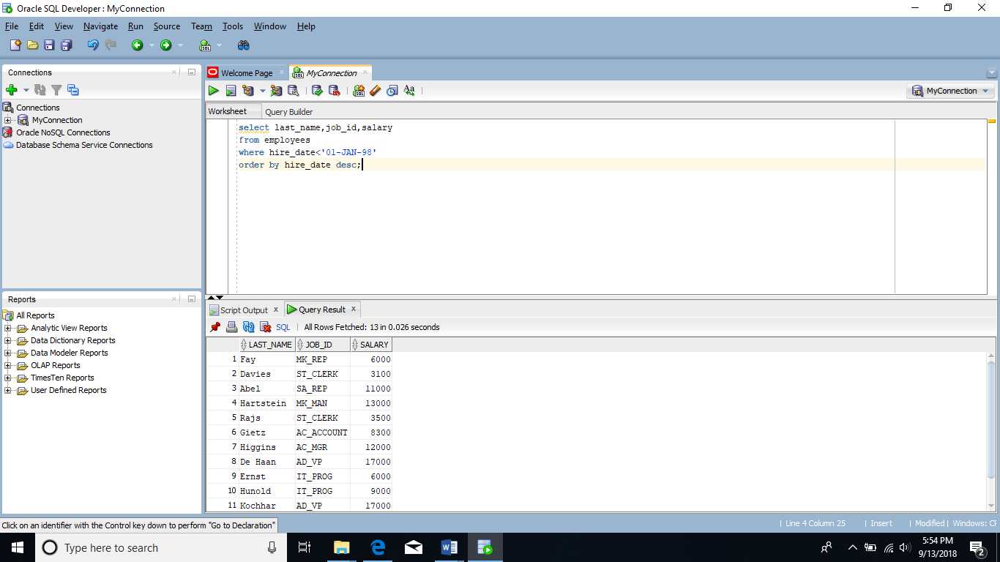 Oracle SQL Developer : MyConnection
File Edit View Navigate Run Source Team Tools Window Help
Connections
Connections
MyConnection
Oracle NoSQL Connections
Database Schema Service Connections
Reports
All Reports
Analytic View Reports
Data Dictionary Reports
Data Modeler Reports
OLAP Reports
TimesTen Reports
User Defined Reports
Welcome Page MyConnection
MyConnection
Worksheet Query Builder
select last_name,job_id,salary
from employees
where hire_date<'01-JAN-98'
order by hire_date desc;
Script Output x Query Result x
SQL | All Rows Fetched: 13 in 0.026 seconds
LAST_NAME JOB_ID SALARY
1 Fay MK_REP 6000
2 Davies ST_CLERK 3100
3 Abel SA_REP 11000
4 Hartstein MK_MAN 13000
5 Rajs ST_CLERK 3500
6 Gietz AC_ACCOUNT 8300
7 Higgins AC_MGR 12000
8 De Haan AD_VP 17000
9 Ernst IT_PROG 6000
10 Hunold IT_PROG 9000
11 Kochhar AD_VP 17000
Click on an identifier with the Control key down to perform "Go to Declaration"
| Line 4 Column 25 | Insert | Modified | Windows: CF
Type here to search
5:54 PM
9/13/2018
2